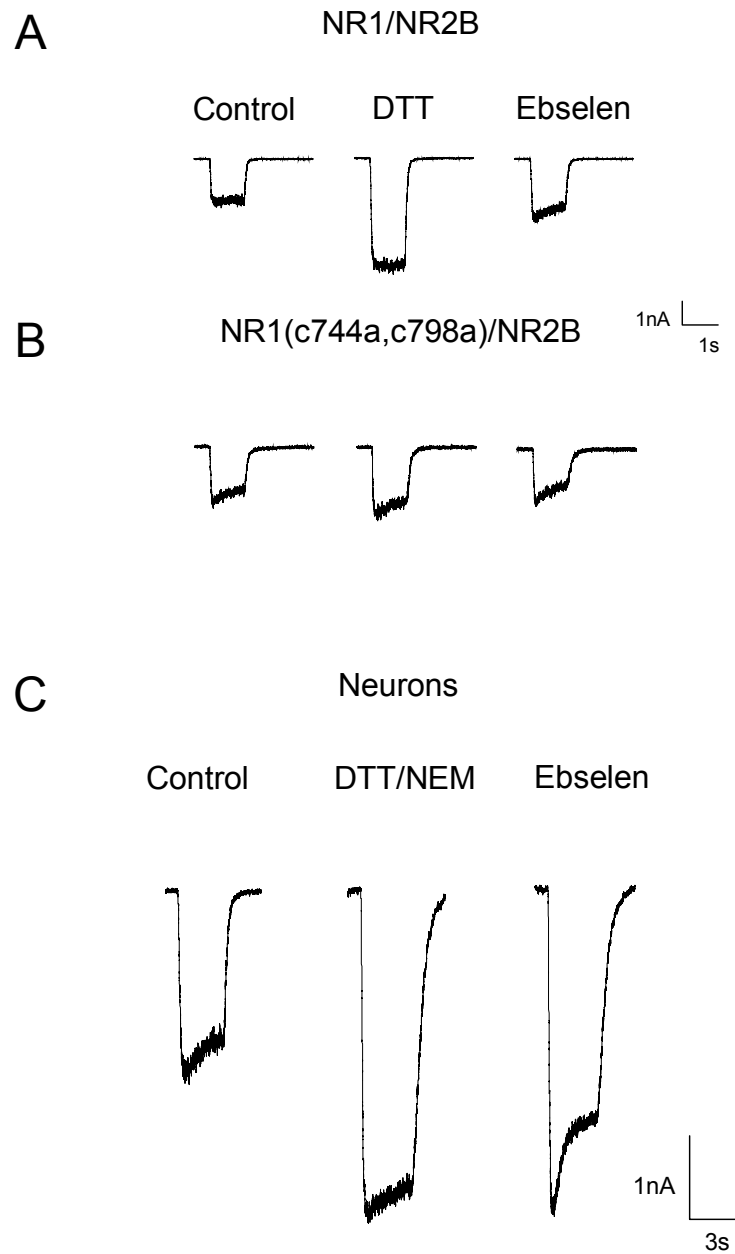 A
NR1/NR2B
Control DTT Ebselen
1nA
1s
B
NR1(c744a,c798a)/NR2B
C
Neurons
Control DTT/NEM Ebselen
1nA
3s